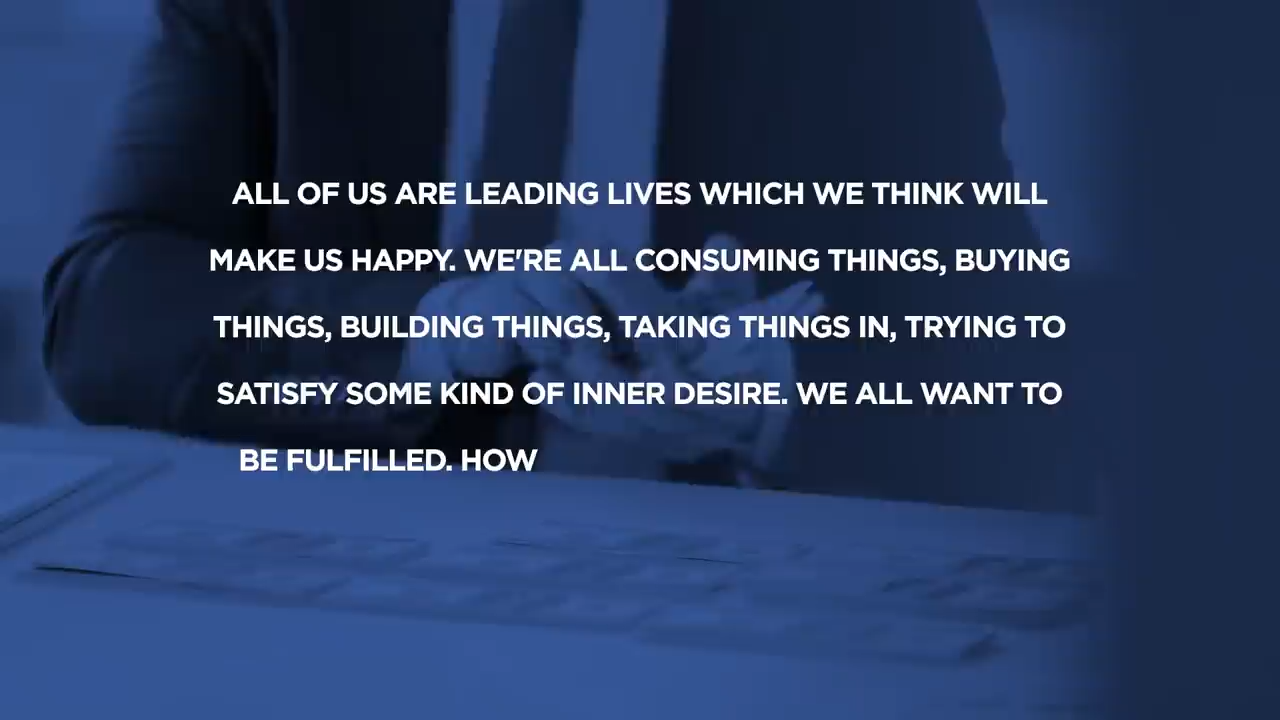 ALL OF US ARE LEADING LIVES WHICH WE THINK WILL
MAKE US HAPPY. WE'RE ALL CONSUMING THINGS, BUYING
THINGS, BUILDING THINGS, TAKING THINGS IN, TRYING TO
SATISFY SOME KIND OF INNER DESIRE. WE ALL WANT TO
BE FULFILLED. HOW